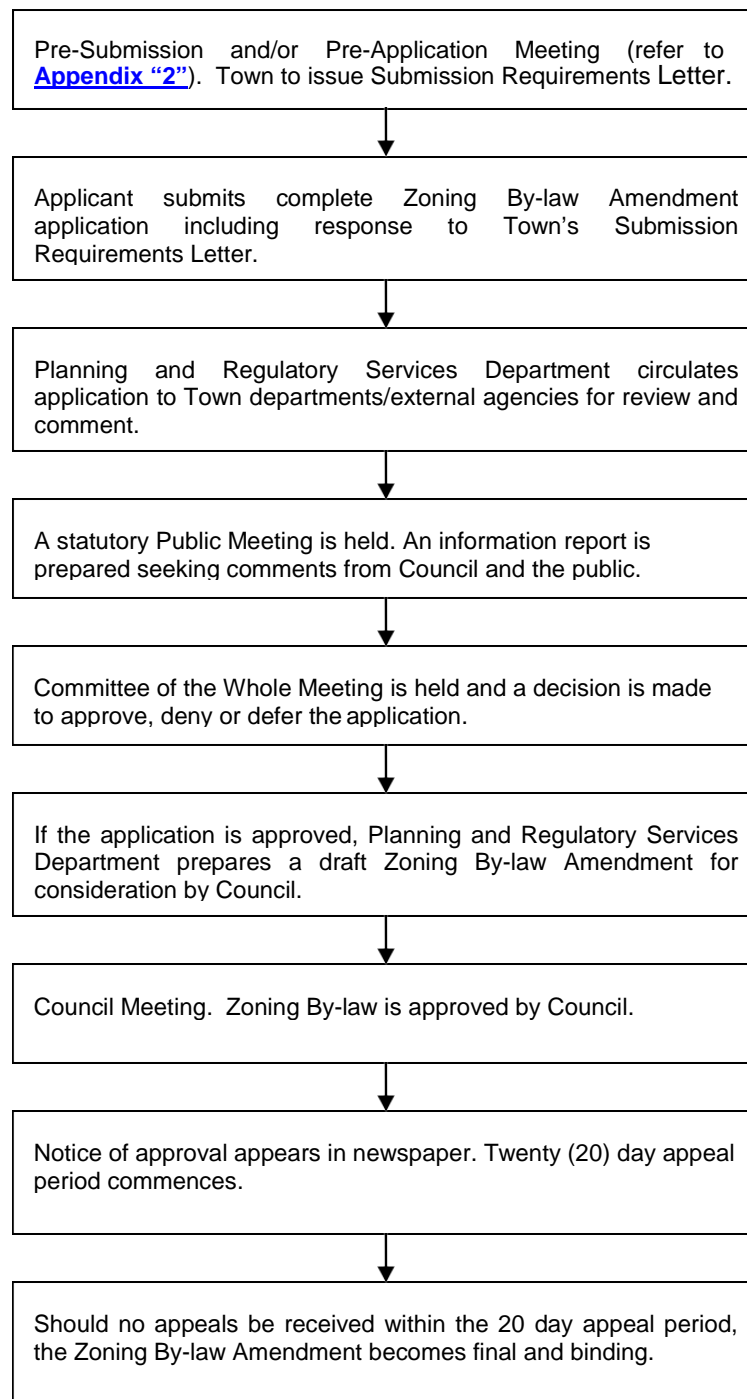 Pre-Submission and/or Pre-Application Meeting (refer to
Appendix “2”). Town to issue Submission Requirements Letter.
Applicant submits complete Zoning By-law Amendment
application including response to Town’s Submission
Requirements Letter.
Planning and Regulatory Services Department circulates
application to Town departments/external agencies for review and
comment.
A statutory Public Meeting is held. An information report is
prepared seeking comments from Council and the public.
Committee of the Whole Meeting is held and a decision is made
to approve, deny or defer the application.
If the application is approved, Planning and Regulatory Services
Department prepares a draft Zoning By-law Amendment for
consideration by Council.
Council Meeting. Zoning By-law is approved by Council.
Notice of approval appears in newspaper. Twenty (20) day appeal
period commences.
Should no appeals be received within the 20 day appeal period,
the Zoning By-law Amendment becomes final and binding.